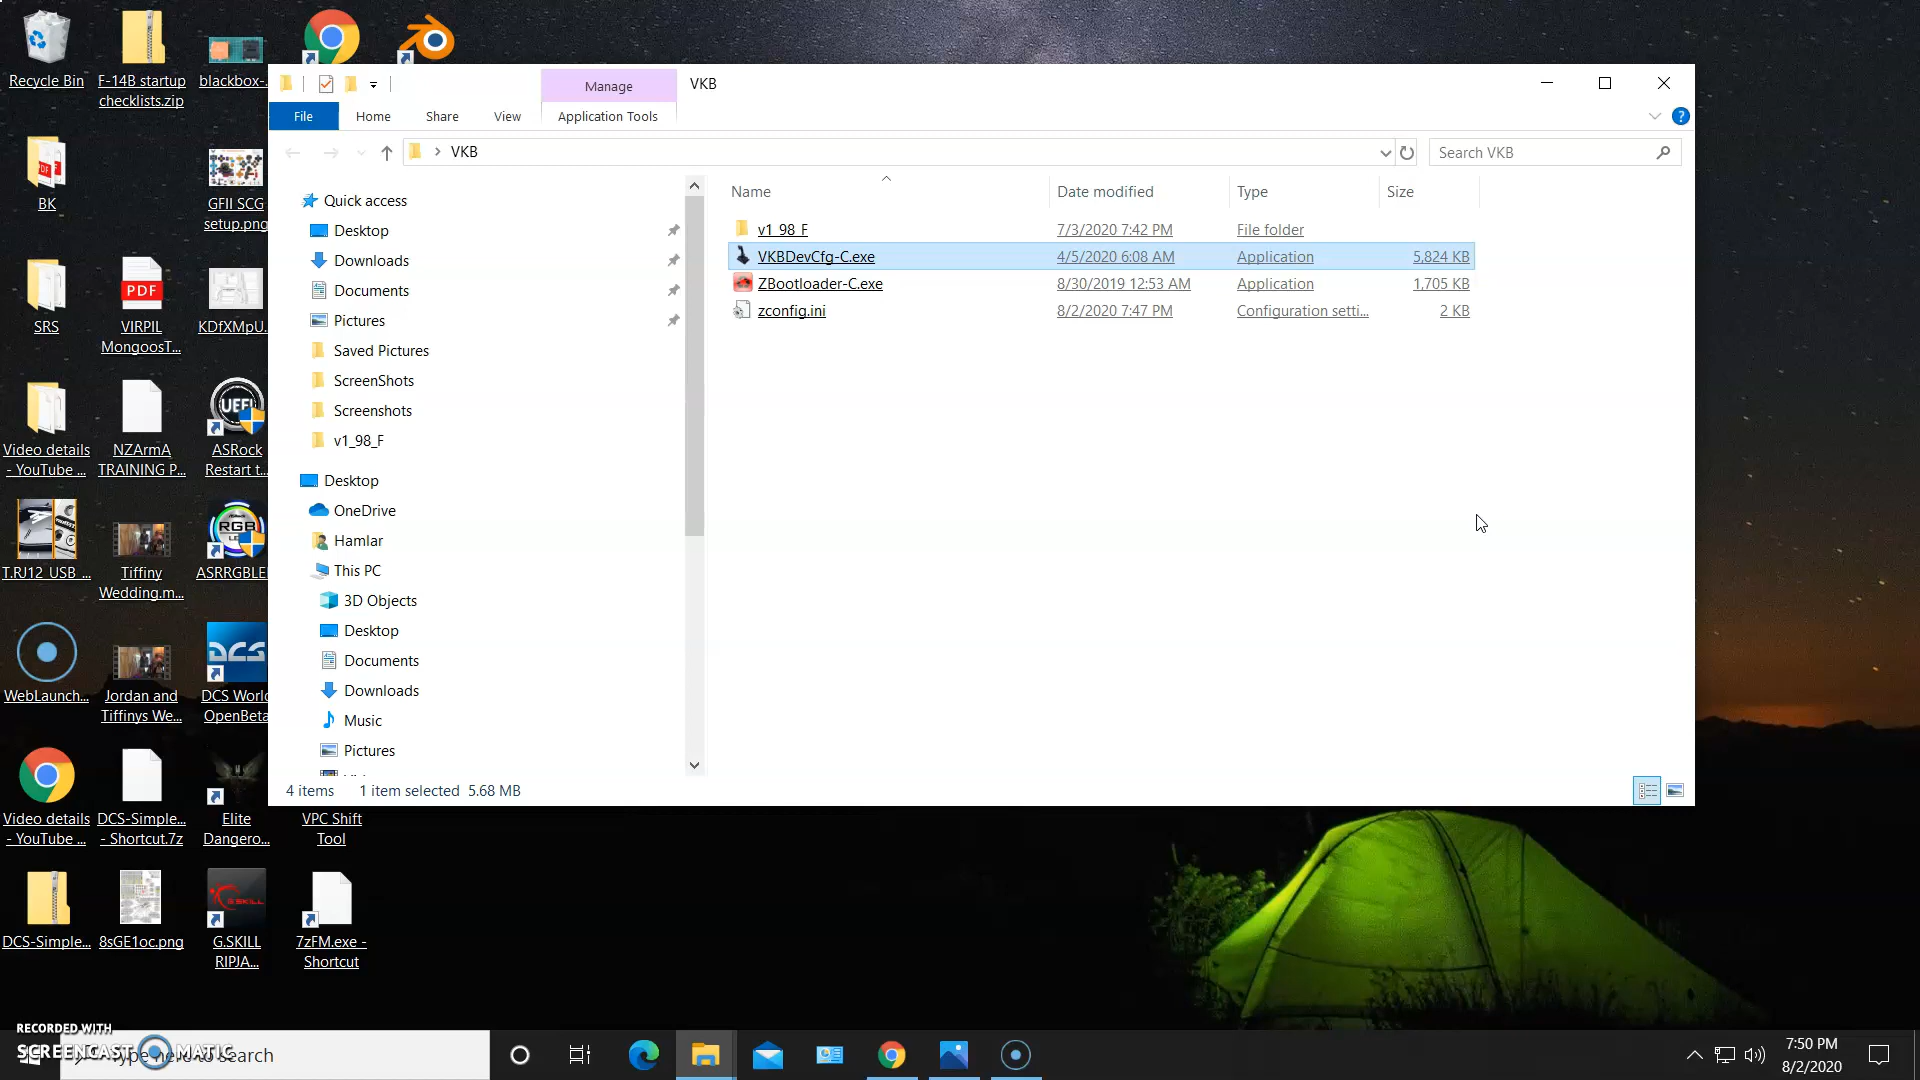 Recycle Bin
F-14B startup
checklists.zip
blackbox-...
BK
GFII SCG
setup.png
SRS
PDF
VIRPIL
MongoosT...
KDfXMpU...
Video details
- YouTube ...
NZArmA
TRAINING P...
UEFI
ASRock
Restart t...
T.RJ12_USB_...
Tiffiny
Wedding.m...
RGB
LED
ASRRGBLE
WebLaunch...
Jordan and
Tiffinys We...
DCS
DCS World
OpenBeta
Video details
- YouTube ...
DCS-Simple...
- Shortcut.7z
Elite
Dangero...
VPC Shift
Tool
DCS-Simple...
8sGE1oc.png
G.SKILL
G.SKILL
RIPJA...
7zFM.exe -
Shortcut
Manage
VKB
File
Home
Share
View
Application Tools
?
VKB
Search VKB
Quick access
Desktop
Downloads
Documents
Pictures
Saved Pictures
ScreenShots
Screenshots
v1_98_F
Desktop
OneDrive
Hamlar
This PC
3D Objects
Desktop
Documents
Downloads
Music
Pictures
Name
Date modified
Type
Size
v1_98_F
7/3/2020 7:42 PM
File folder
VKBDevCfg-C.exe
4/5/2020 6:08 AM
Application
5,824 KB
ZBootloader-C.exe
8/30/2019 12:53 AM
Application
1,705 KB
zconfig.ini
8/2/2020 7:47 PM
Configuration setti...
2 KB
4 items
1 item selected 5.68 MB
RECORDED WITH
SCREENCAST MATIC
Type here to search
7:50 PM
8/2/2020